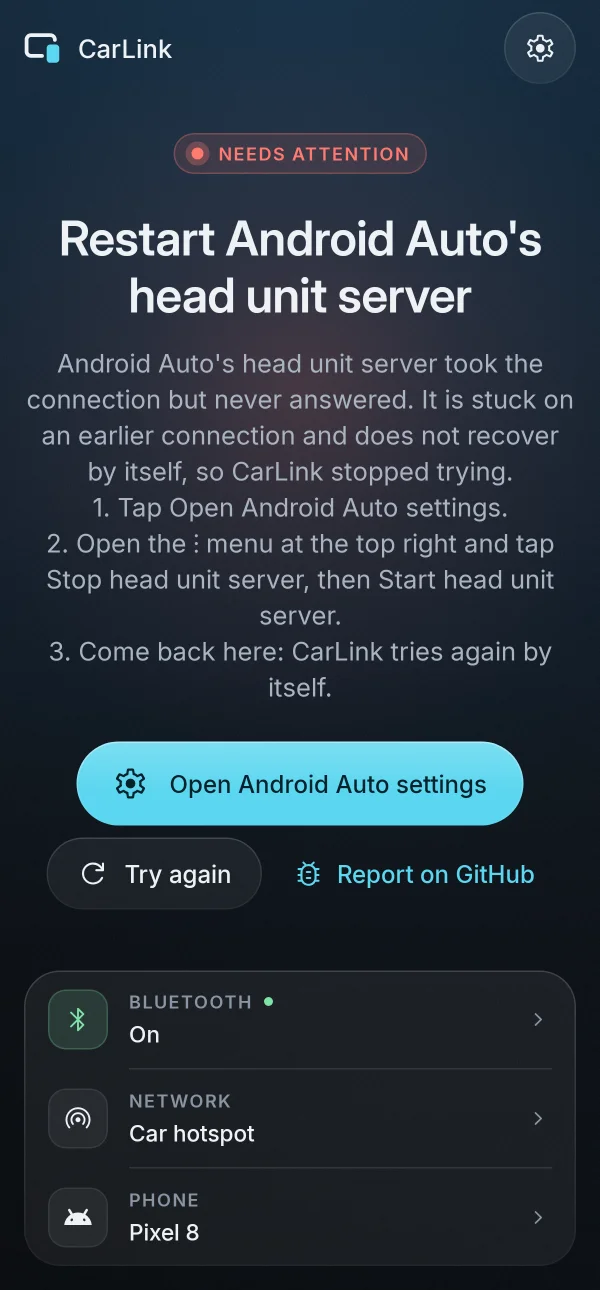 CarLink
NEEDS ATTENTION
Restart Android Auto's
head unit server
Android Auto's head unit server took the
connection but never answered. It is stuck on
an earlier connection and does not recover
by itself, so CarLink stopped trying.
1. Tap Open Android Auto settings.
2. Open the ⋮ menu at the top right and tap
Stop head unit server, then Start head unit
server.
3. Come back here: CarLink tries again by
itself.
Open Android Auto settings
Try again
Report on GitHub
BLUETOOTH
On
NETWORK
Car hotspot
PHONE
Pixel 8